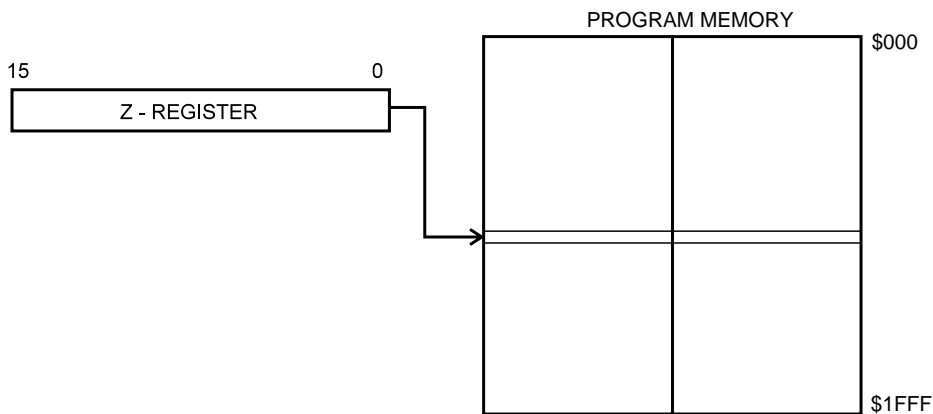 PROGRAM MEMORY
$000
15 0
Z - REGISTER
$1FFF